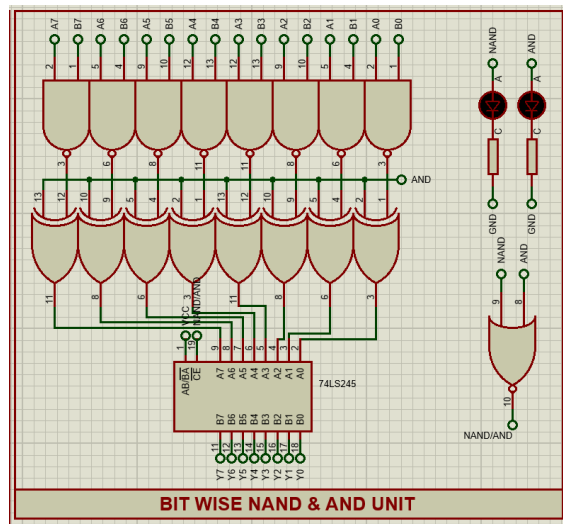 A7 B7 A6 B6 A5 B5 A4 B4 A3 B3 A2 B2 A1 B1 A0 B0
2 1 5 4 9 10 12 13 12 13 9 10 5 4 2 1
3 6 8 11 11 8 6 3
AND
13 12 10 9 5 4 2 1 13 12 10 9 5 4 2 1
11 8 6 3 11 8 6 3
VCC
NAND/AND
1 19 9 8 7 6 5 4 3 2
AB/BA CE A7 A6 A5 A4 A3 A2 A1 A0
74LS245
B7 B6 B5 B4 B3 B2 B1 B0
11 12 13 14 15 16 17 18
Y7 Y6 Y5 Y4 Y3 Y2 Y1 Y0
NAND AND
A A
C C
GND GND
NAND AND
9 8
10
NAND/AND
BIT WISE NAND & AND UNIT